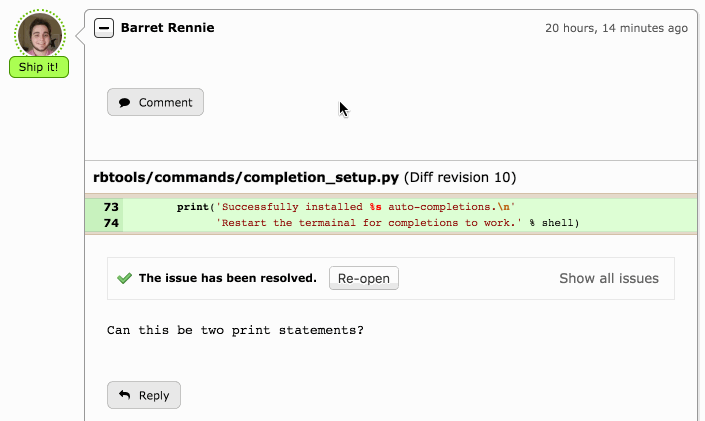 Barret Rennie
20 hours, 14 minutes ago
Ship it!
Comment
rbtools/commands/completion_setup.py (Diff revision 10)
73 print('Successfully installed %s auto-completions.\n'
74 'Restart the termainal for completions to work.' % shell)
The issue has been resolved. Re-open Show all issues
Can this be two print statements?
Reply